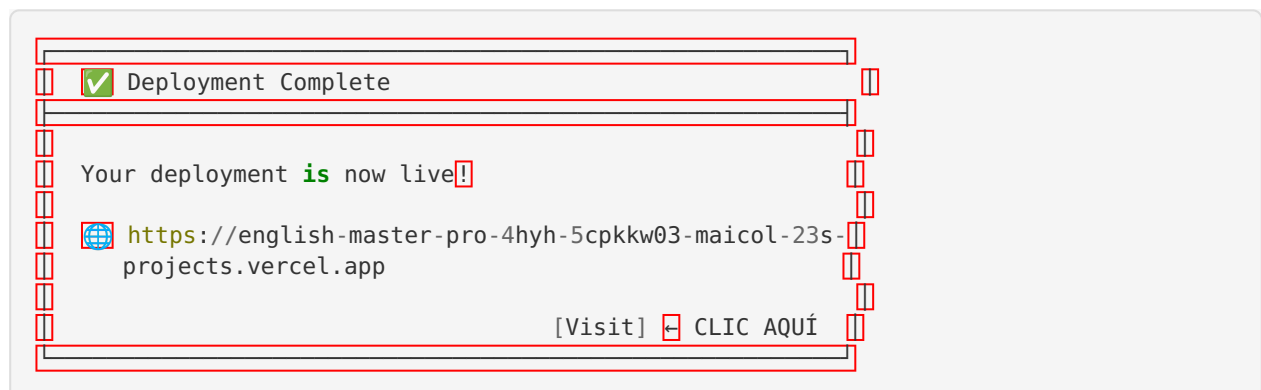 ✅ Deployment Complete
Your deployment is now live!
🌐 https://english-master-pro-4hyh-5cpkkw03-maicol-23s-
projects.vercel.app
[Visit] ← CLIC AQUÍ